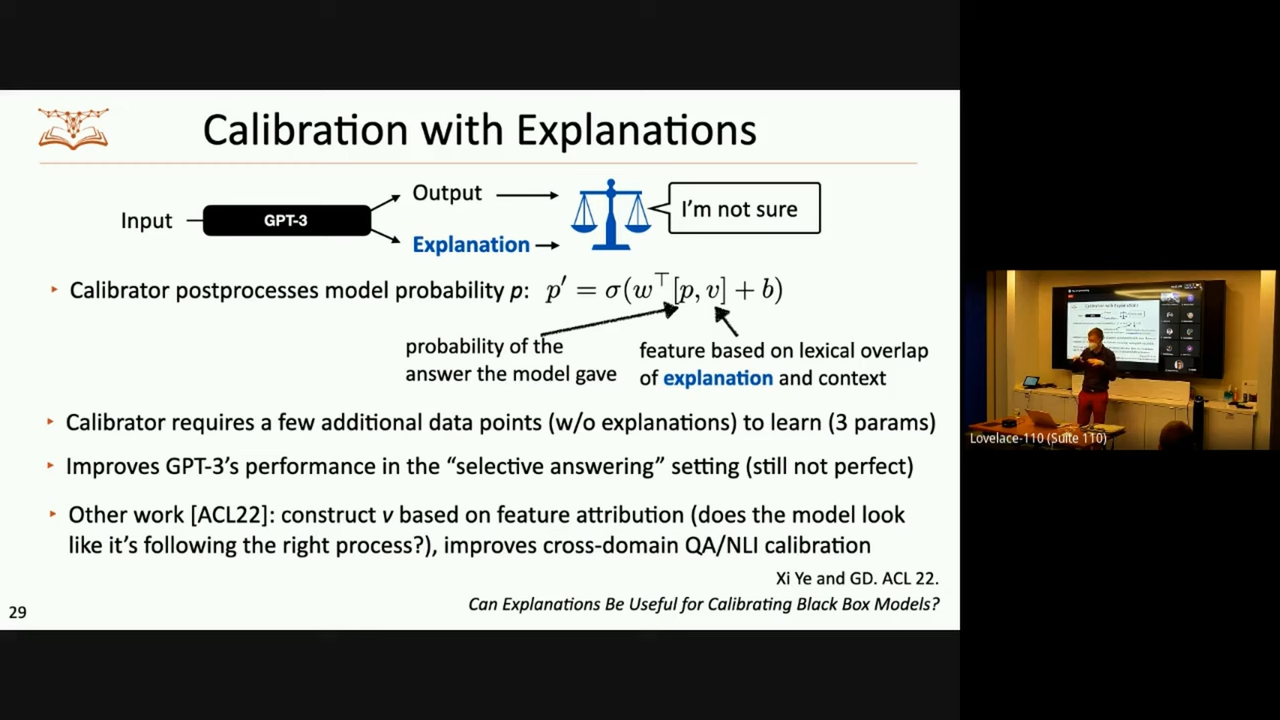 Calibration with Explanations
Input
GPT-3
Output
Explanation
I'm not sure
‣ Calibrator postprocesses model probability p: p′ = σ(w⊤[p, v] + b)
probability of the
answer the model gave
feature based on lexical overlap
of explanation and context
‣ Calibrator requires a few additional data points (w/o explanations) to learn (3 params)
‣ Improves GPT-3's performance in the “selective answering” setting (still not perfect)
‣ Other work [ACL22]: construct v based on feature attribution (does the model look
like it's following the right process?), improves cross-domain QA/NLI calibration
Xi Ye and GD. ACL 22.
Can Explanations Be Useful for Calibrating Black Box Models?
29
Lovelace-110 (Suite 110)
Calibration with Explanations